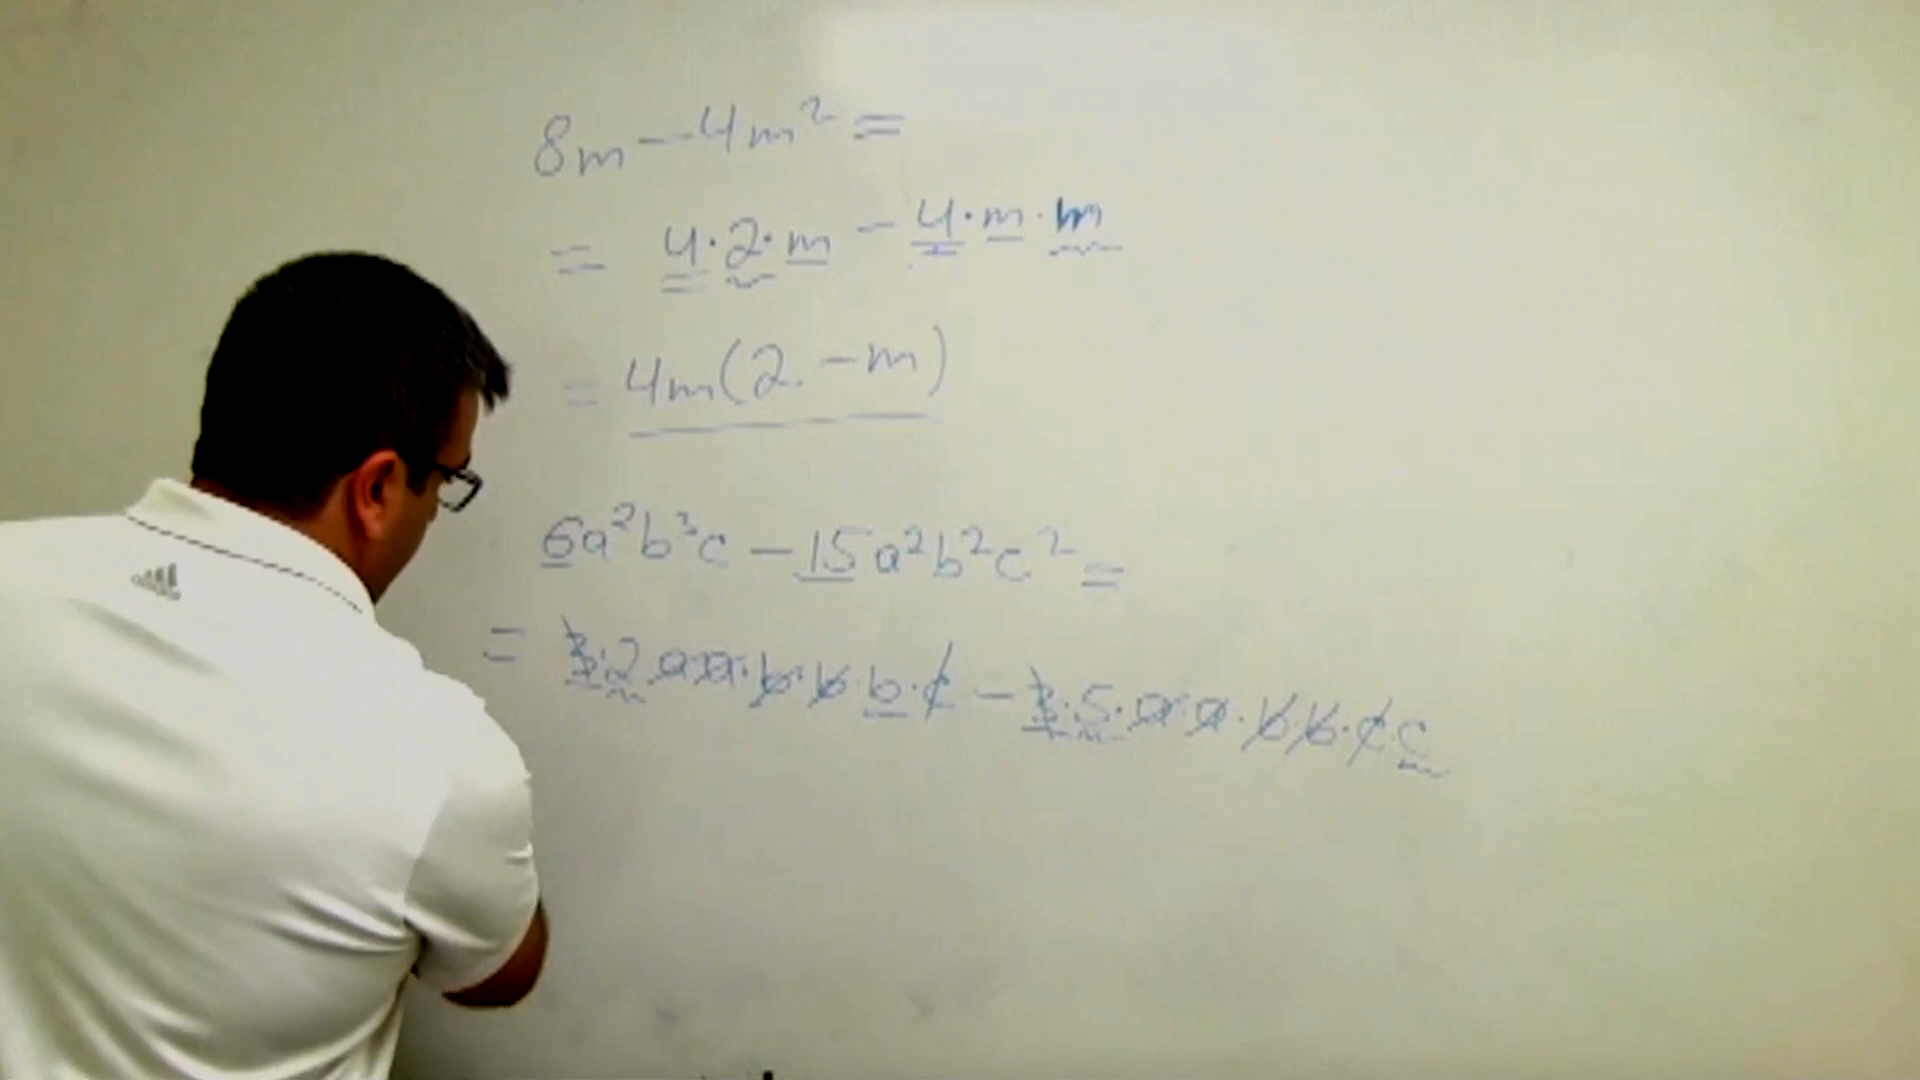 8m - 4m² =
= 4·2·m - 4·m·m
= 4m(2 - m)
6a²b³c - 15a²b²c² =
= 3·2·a·a·b·b·b·c - 3·5·a·a·b·b·c·c